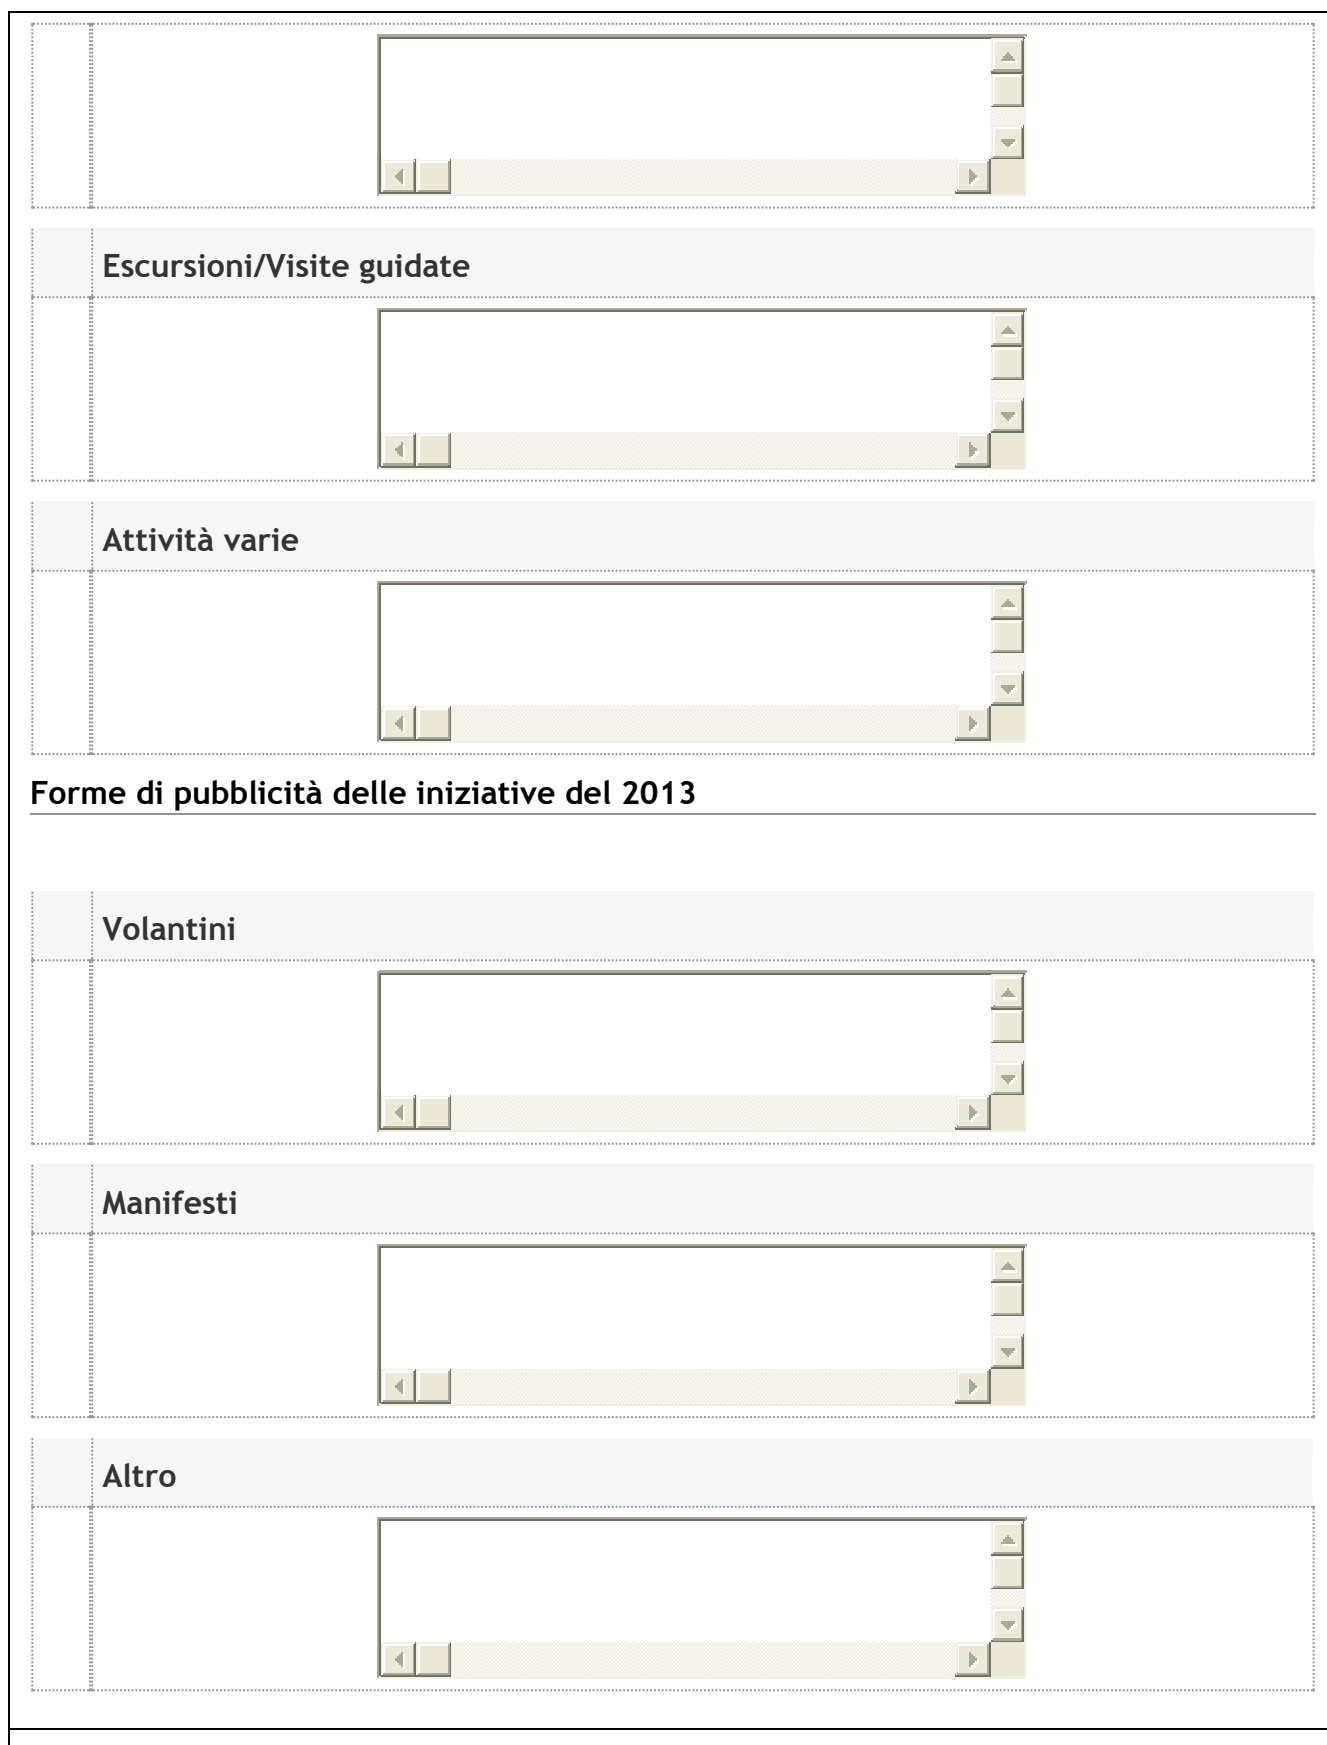 Escursioni/Visite guidate
Attività varie
Forme di pubblicità delle iniziative del 2013
Volantini
Manifesti
Altro